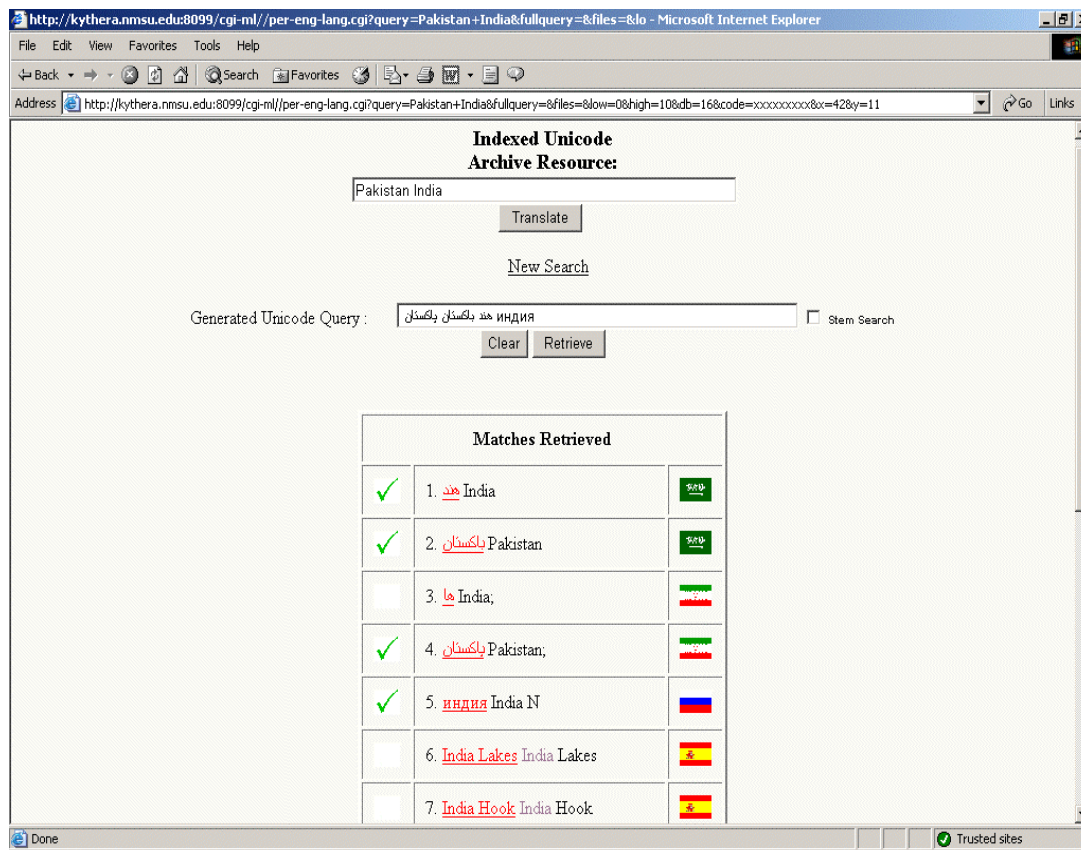 http://kythera.nmsu.edu:8099/cgi-ml//per-eng-lang.cgi?query=Pakistan+India&fullquery=&files=&lo - Microsoft Internet Explorer
File Edit View Favorites Tools Help
Back Search Favorites
Address http://kythera.nmsu.edu:8099/cgi-ml//per-eng-lang.cgi?query=Pakistan+India&fullquery=&files=&low=0&high=10&db=16&code=xxxxxxxxx&x=42&y=11 Go Links
Indexed Unicode
Archive Resource:
Pakistan India
Translate
New Search
Generated Unicode Query : هند باكستان پاکستان индия Stem Search
Clear Retrieve
Matches Retrieved
1. هند India
2. باكستان Pakistan
3. ها India;
4. پاکستان Pakistan;
5. индия India N
6. India Lakes India Lakes
7. India Hook India Hook
Done Trusted sites